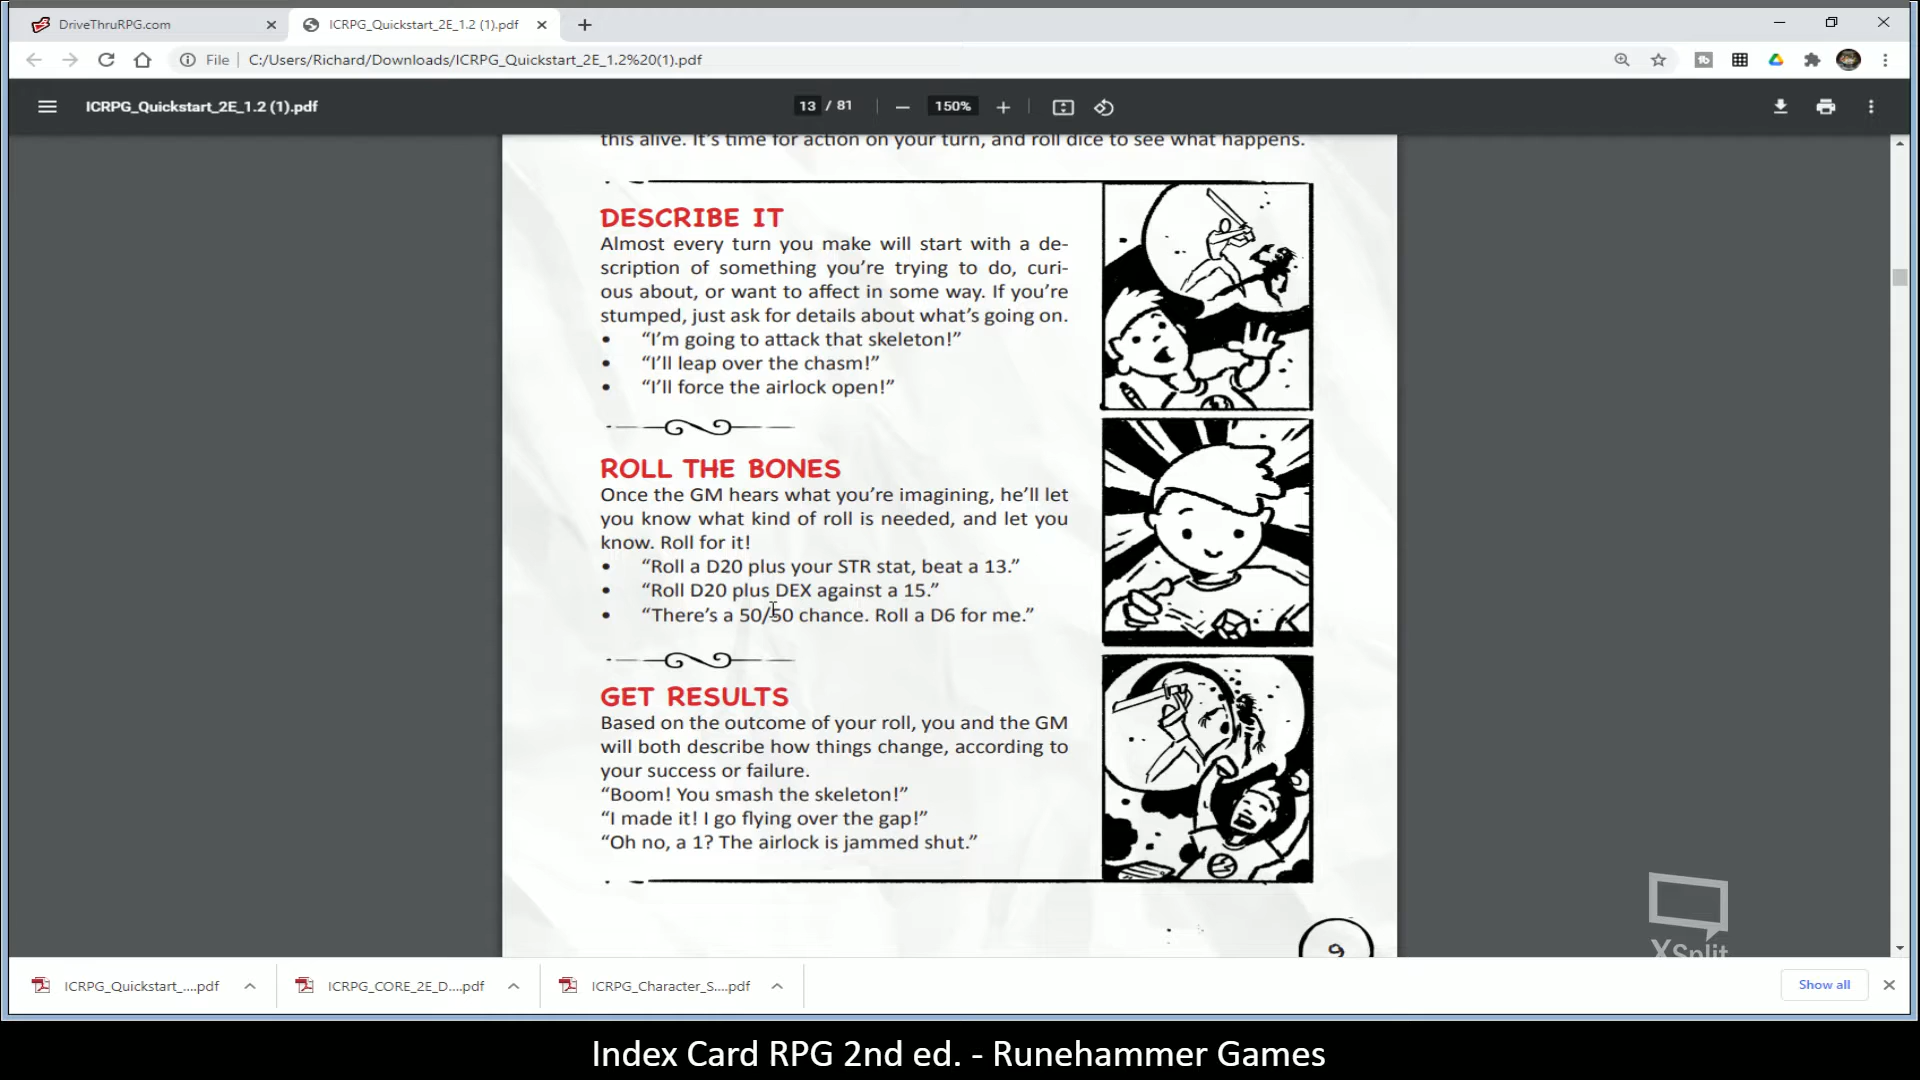 DriveThruRPG.com
ICRPG_Quickstart_2E_1.2 (1).pdf
File
C:/Users/Richard/Downloads/ICRPG_Quickstart_2E_1.2%20(1).pdf
ICRPG_Quickstart_2E_1.2 (1).pdf
13 / 81
150%
this alive. It's time for action on your turn, and roll dice to see what happens.
DESCRIBE IT
Almost every turn you make will start with a de-
scription of something you're trying to do, curi-
ous about, or want to affect in some way. If you're
stumped, just ask for details about what's going on.
• “I'm going to attack that skeleton!”
• “I'll leap over the chasm!”
• “I'll force the airlock open!”
ROLL THE BONES
Once the GM hears what you're imagining, he'll let
you know what kind of roll is needed, and let you
know. Roll for it!
• “Roll a D20 plus your STR stat, beat a 13.”
• “Roll D20 plus DEX against a 15.”
• “There's a 50/50 chance. Roll a D6 for me.”
GET RESULTS
Based on the outcome of your roll, you and the GM
will both describe how things change, according to
your success or failure.
“Boom! You smash the skeleton!”
“I made it! I go flying over the gap!”
“Oh no, a 1? The airlock is jammed shut.”
9
XSplit
ICRPG_Quickstart_....pdf
ICRPG_CORE_2E_D....pdf
ICRPG_Character_S....pdf
Show all
Index Card RPG 2nd ed. - Runehammer Games